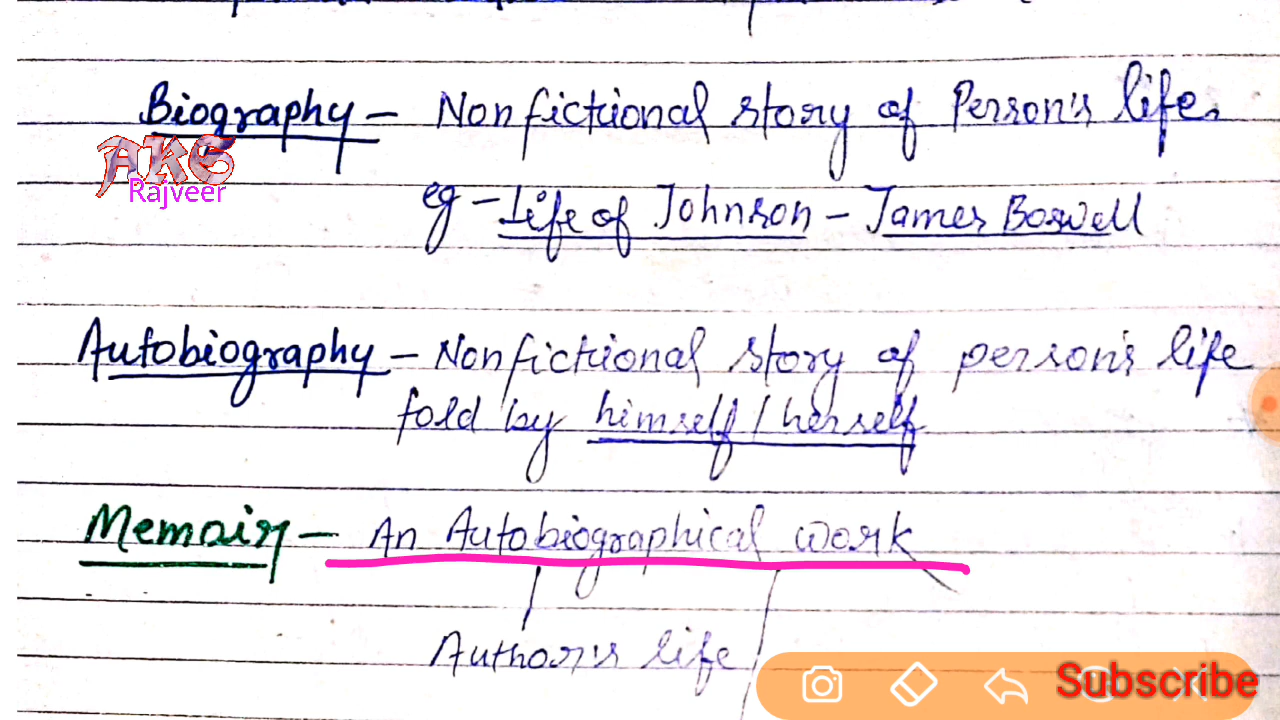 Biography - Nonfictional story of Person's life.
AKS
Rajveer
eg - Life of Johnson - James Boswell
Autobiography - Nonfictional story of person's life
told by himself / herself
Memoir - An Autobiographical work
Author's life
Subscribe